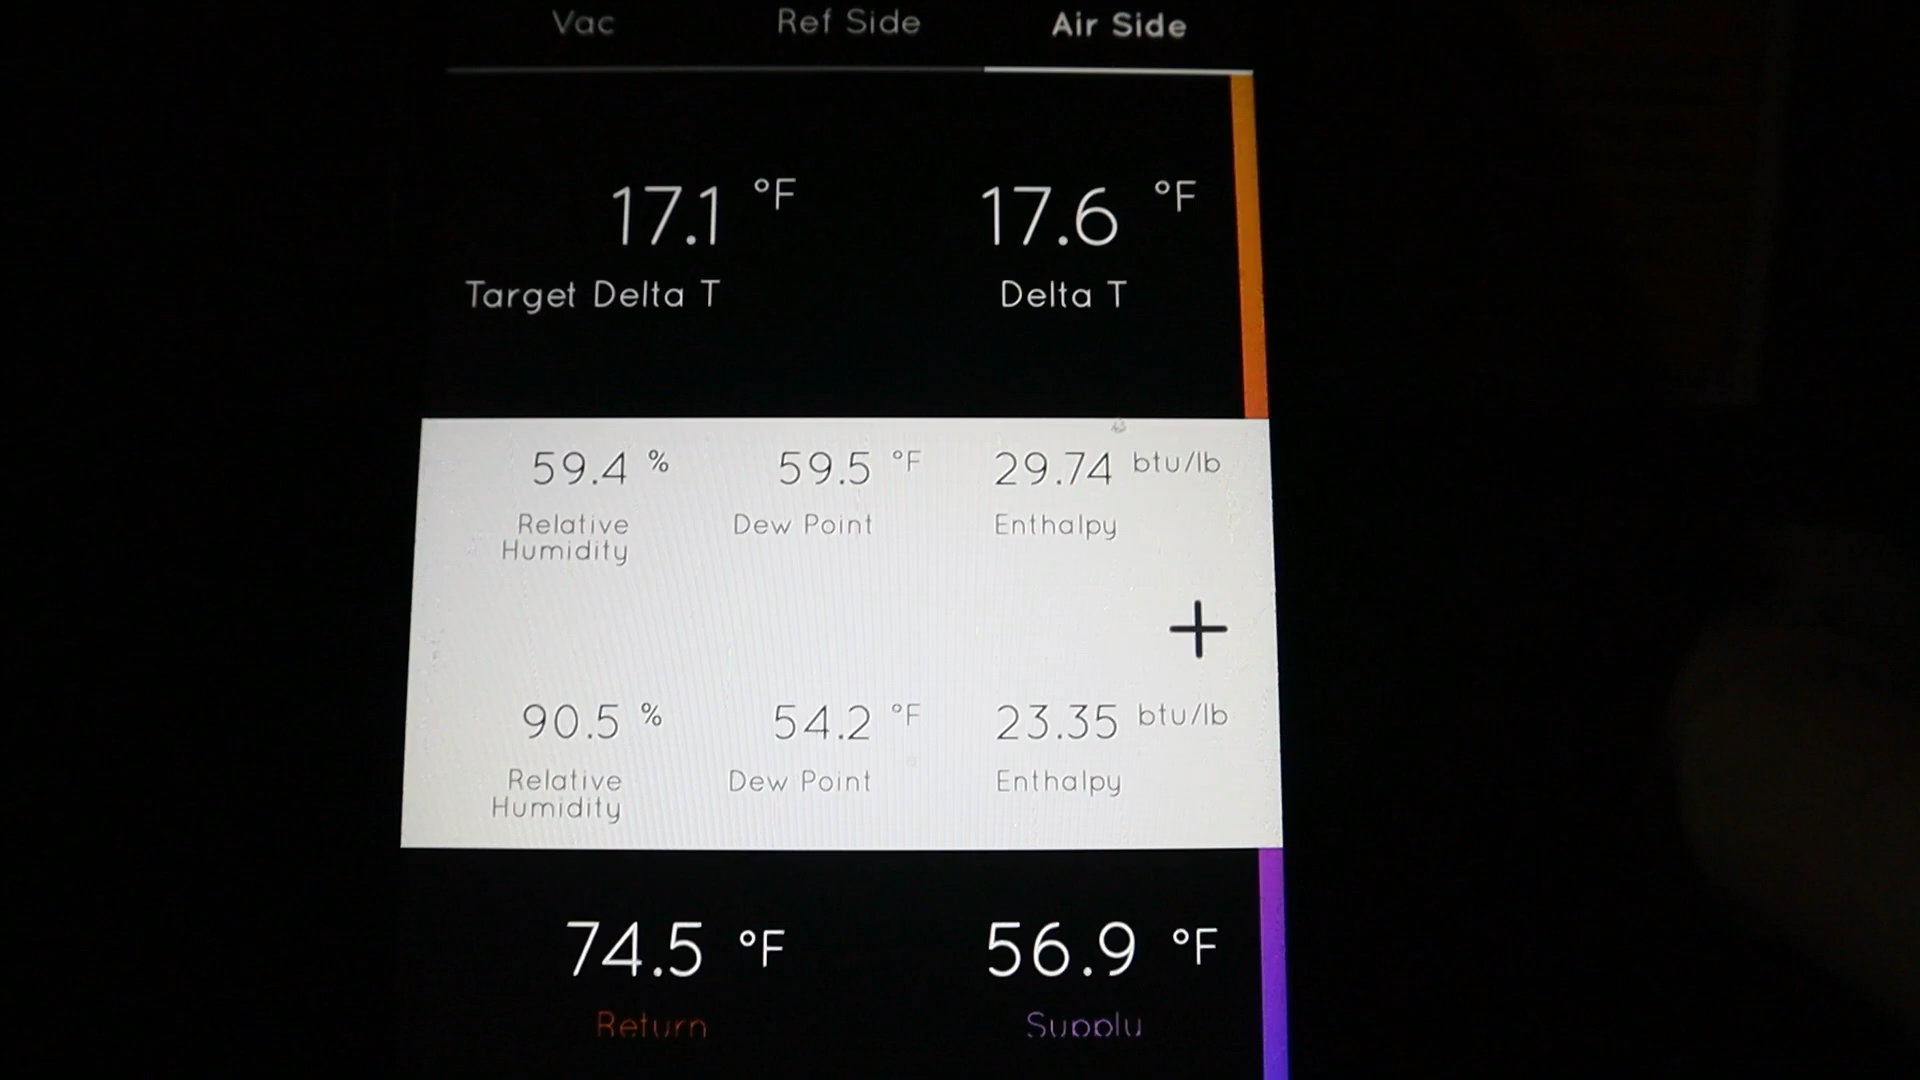 Vac Ref Side Air Side
17.1 °F 17.6 °F
Target Delta T Delta T
59.4 % 59.5 °F 29.74 btu/lb
Relative Humidity Dew Point Enthalpy
90.5 % 54.2 °F 23.35 btu/lb
Relative Humidity Dew Point Enthalpy
74.5 °F 56.9 °F
Return Supply